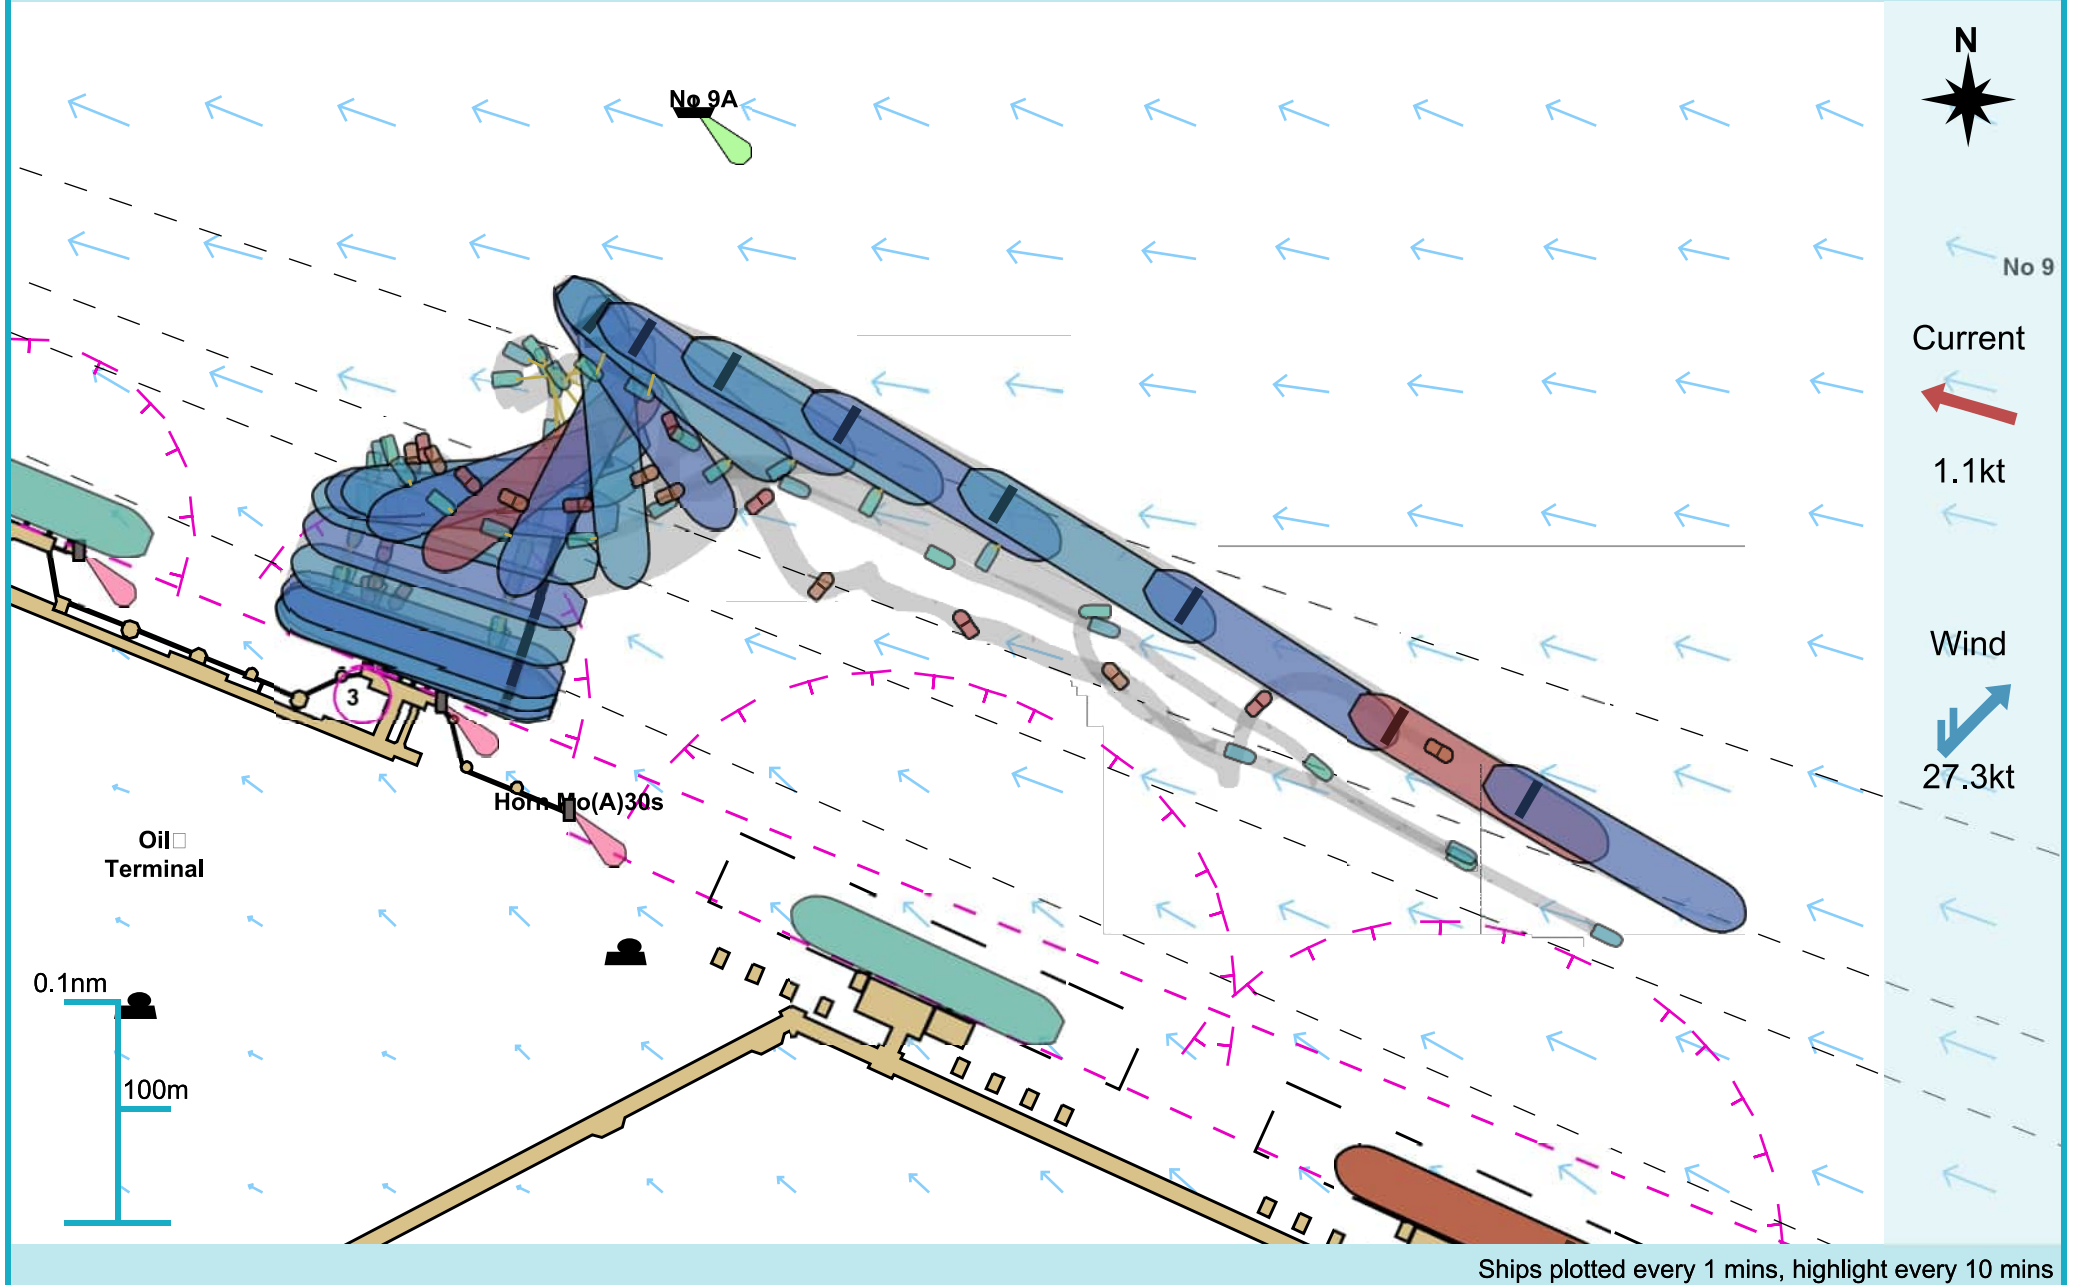 N
No 9A
No 9
Current
1.1kt
Wind
27.3kt
3
Horn Mo(A)30s
Oil
Terminal
0.1nm
100m
Ships plotted every 1 mins, highlight every 10 mins